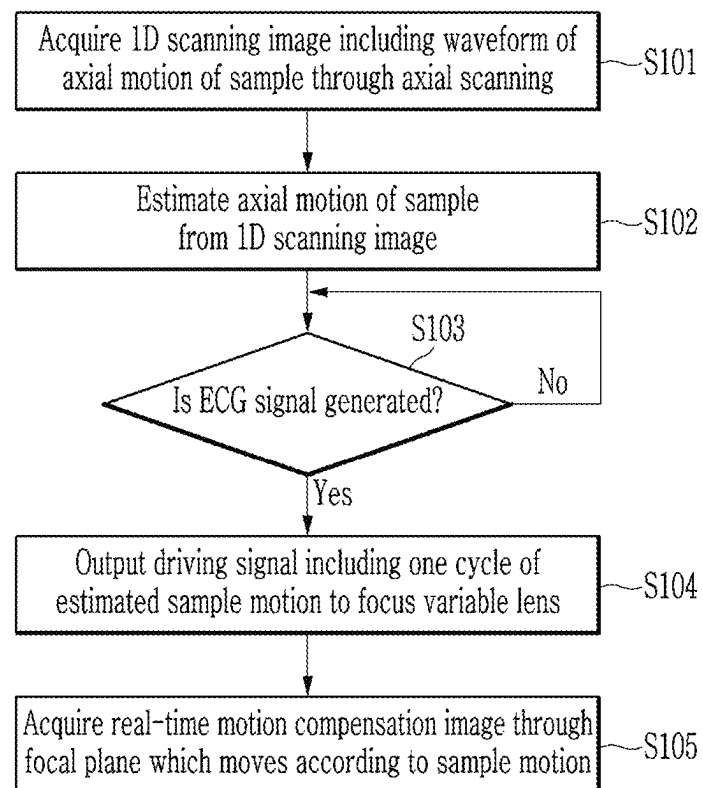 Acquire 1D scanning image including waveform of
axial motion of sample through axial scanning
S101
Estimate axial motion of sample
from 1D scanning image
S102
S103
Is ECG signal generated?
No
Yes
Output driving signal including one cycle of
estimated sample motion to focus variable lens
S104
Acquire real-time motion compensation image through
focal plane which moves according to sample motion
S105